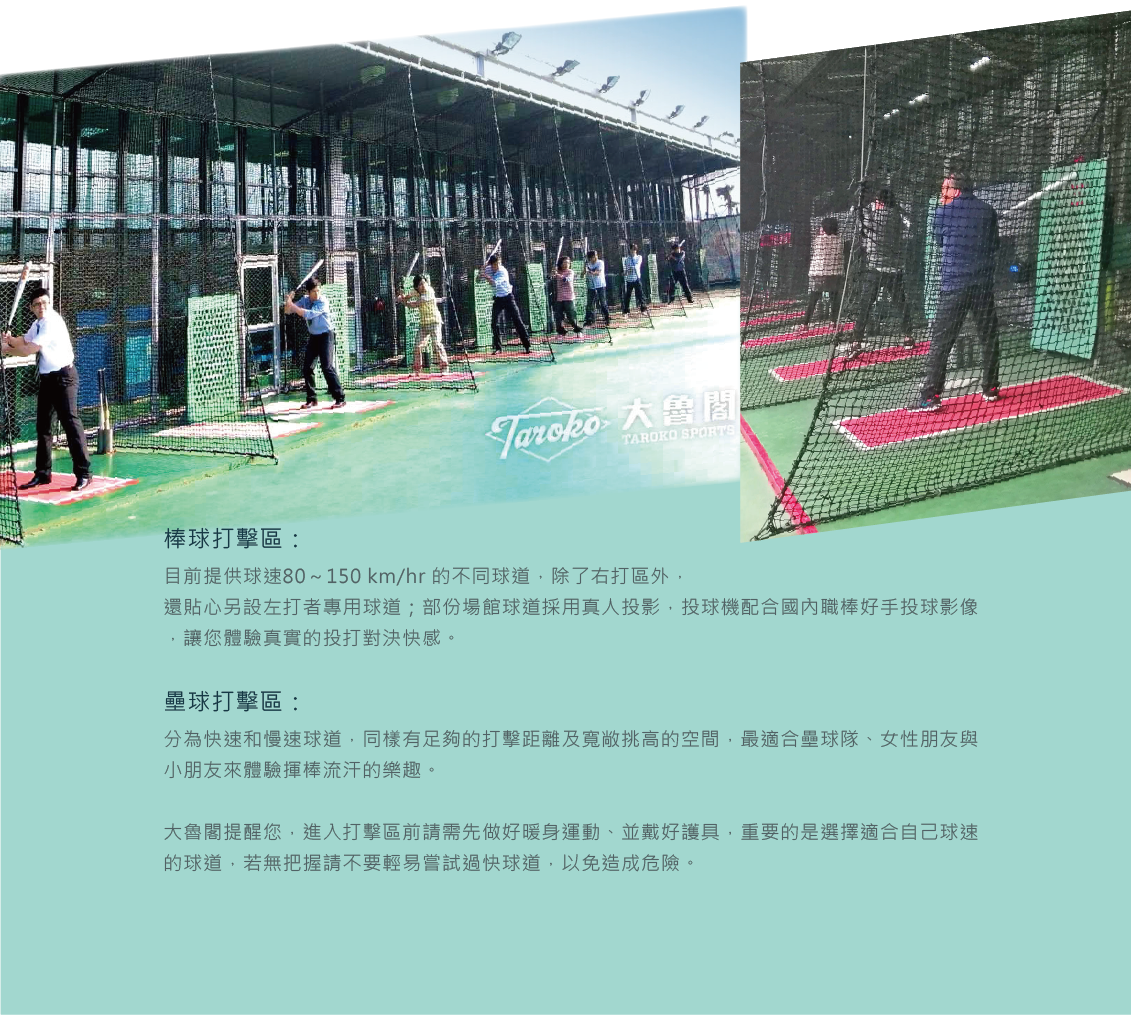 Taroko 大魯閣
TAROKO SPORTS
棒球打擊區：
目前提供球速80～150 km/hr 的不同球道，除了右打區外，
還貼心另設左打者專用球道；部份場館球道採用真人投影，投球機配合國內職棒好手投球影像
，讓您體驗真實的投打對決快感。
壘球打擊區：
分為快速和慢速球道，同樣有足夠的打擊距離及寬敞挑高的空間，最適合壘球隊、女性朋友與
小朋友來體驗揮棒流汗的樂趣。
大魯閣提醒您，進入打擊區前請需先做好暖身運動、並戴好護具，重要的是選擇適合自己球速
的球道，若無把握請不要輕易嘗試過快球道，以免造成危險。